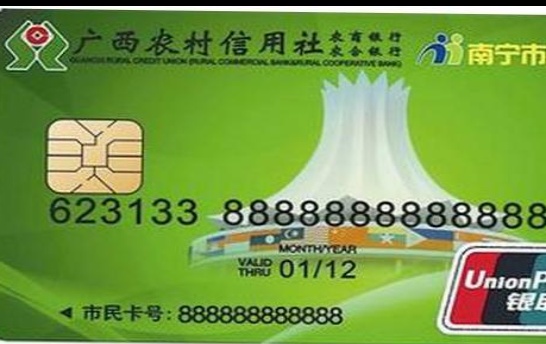 广西农村信用社 农商银行 农合银行 南宁市
GUANGXI RURAL CREDIT UNION (RURAL COMMERCIAL BANK&RURAL COOPERATIVE BANK)
623133 8888888888888
MONTH/YEAR
VALID THRU 01/12
UnionP
银联
市民卡号:888888888888